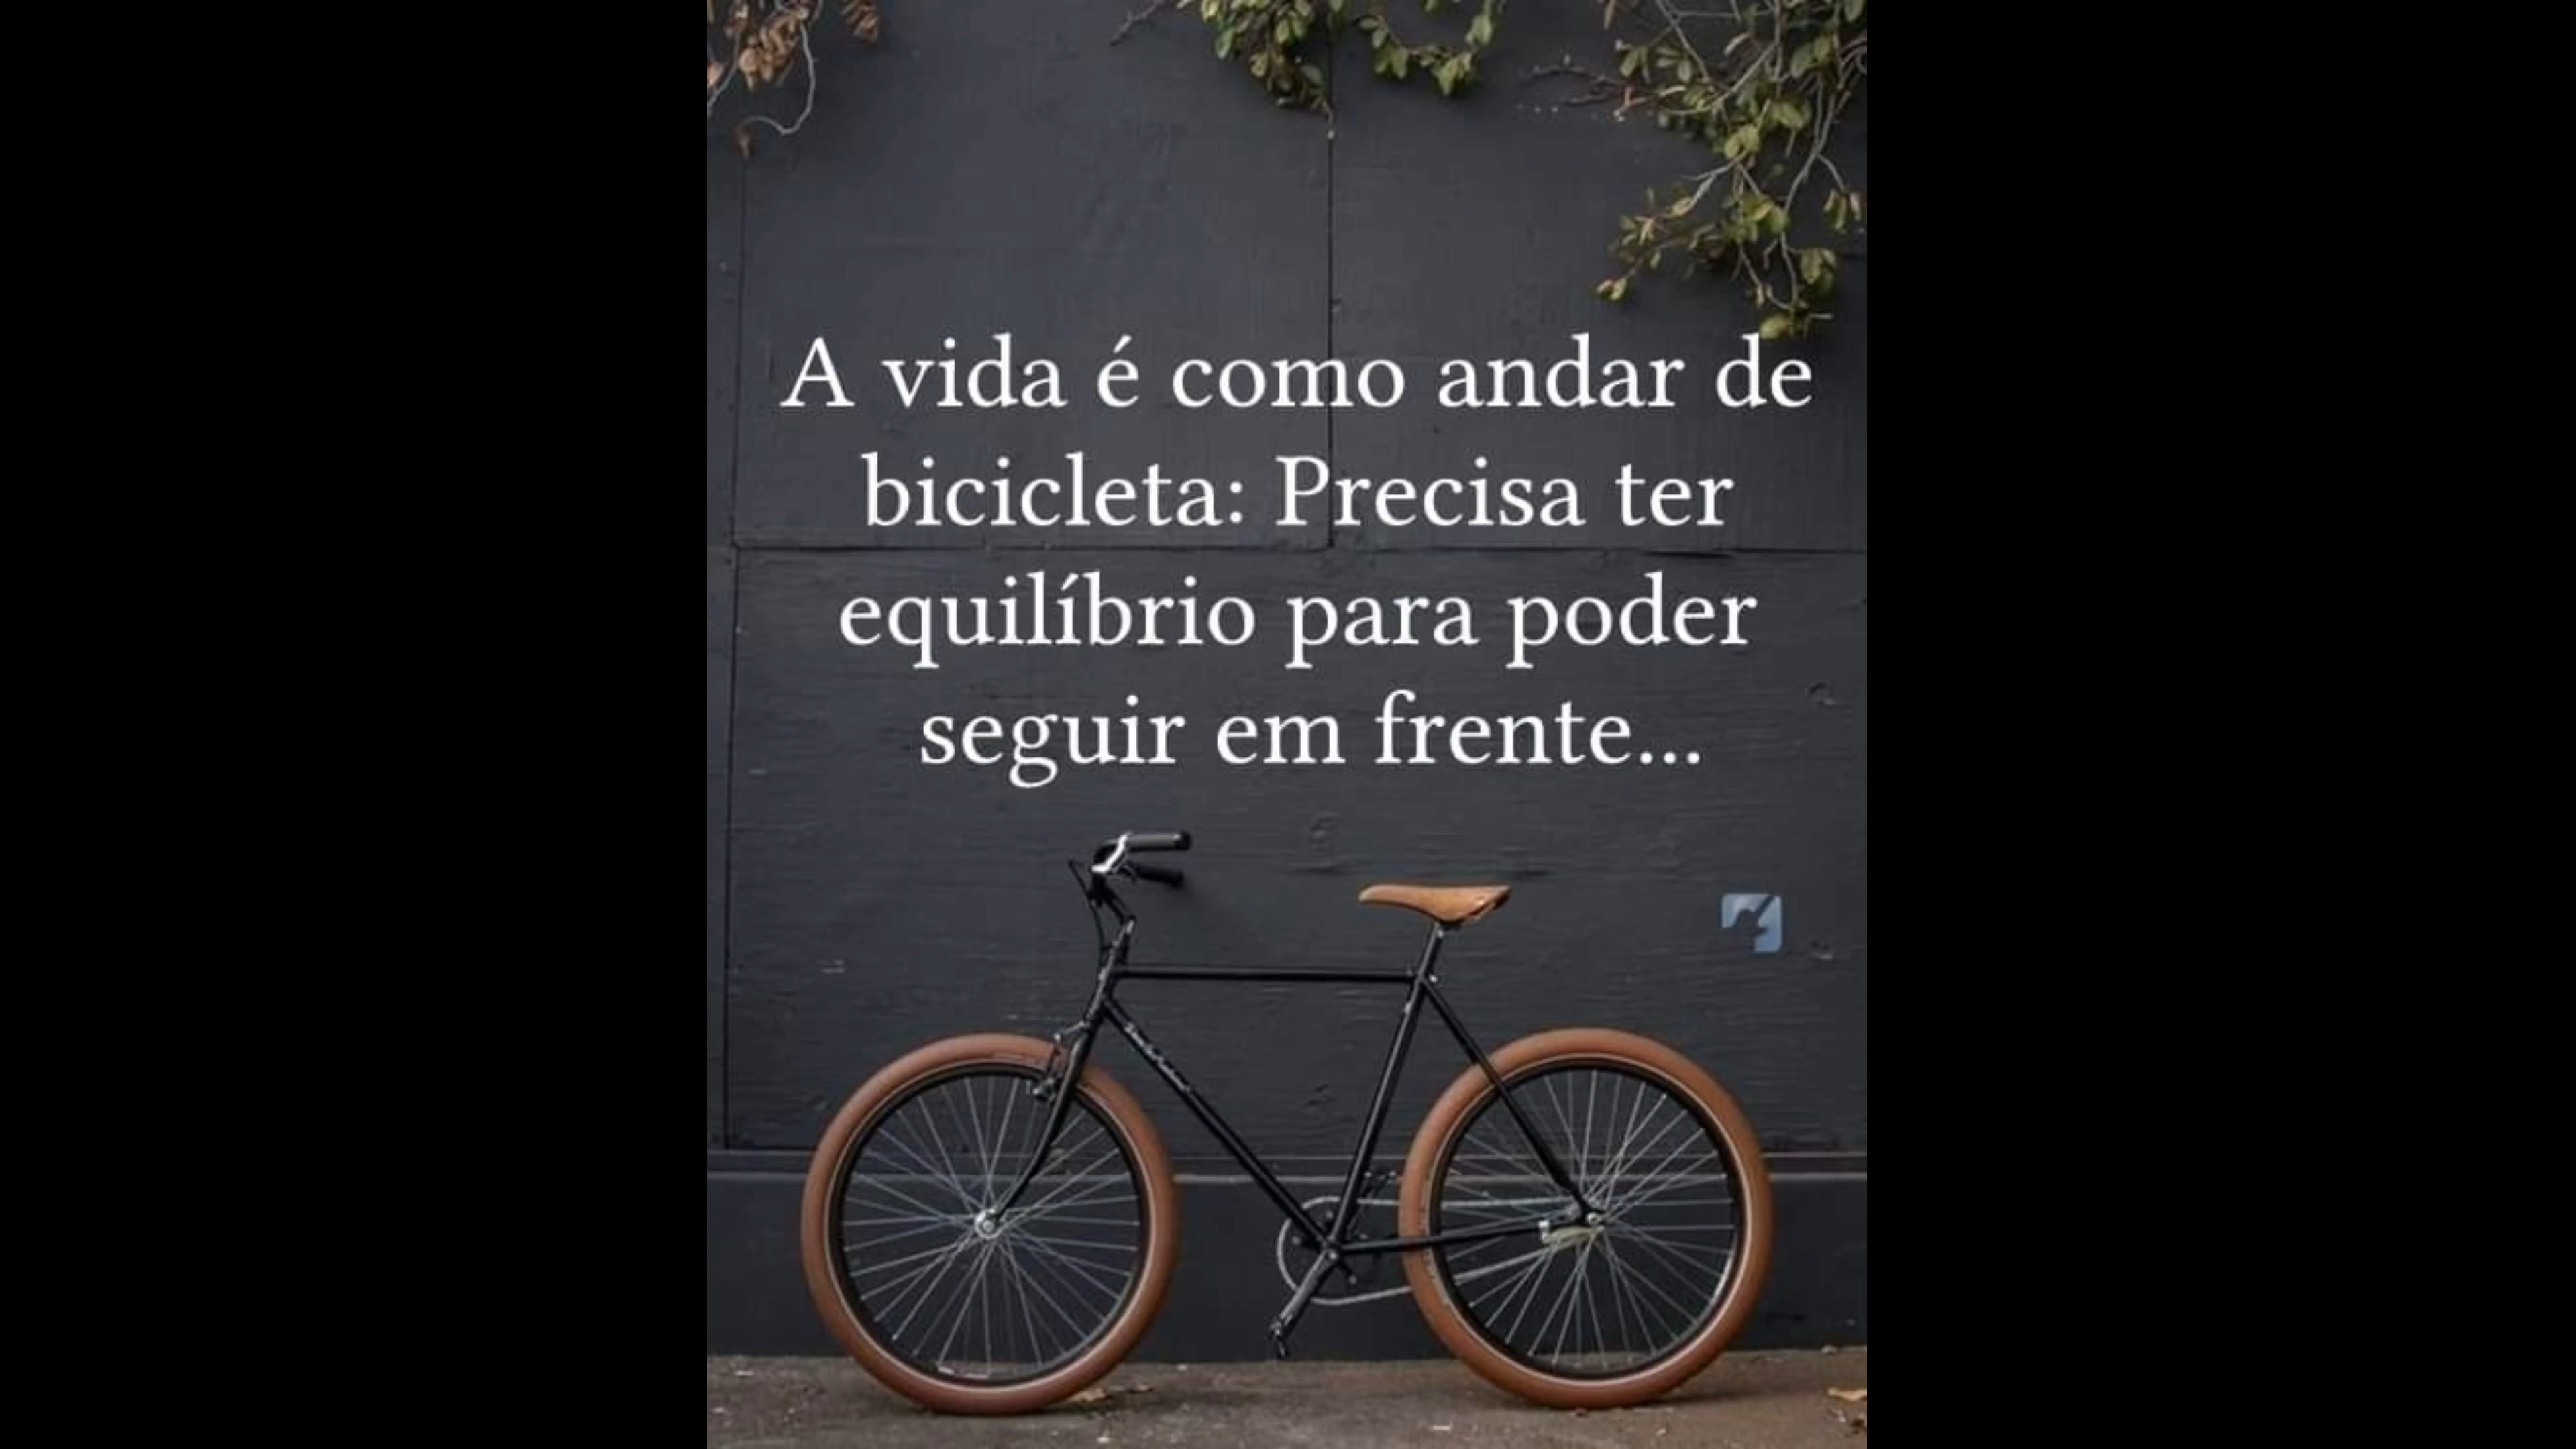 A vida é como andar de
bicicleta: Precisa ter
equilíbrio para poder
seguir em frente...